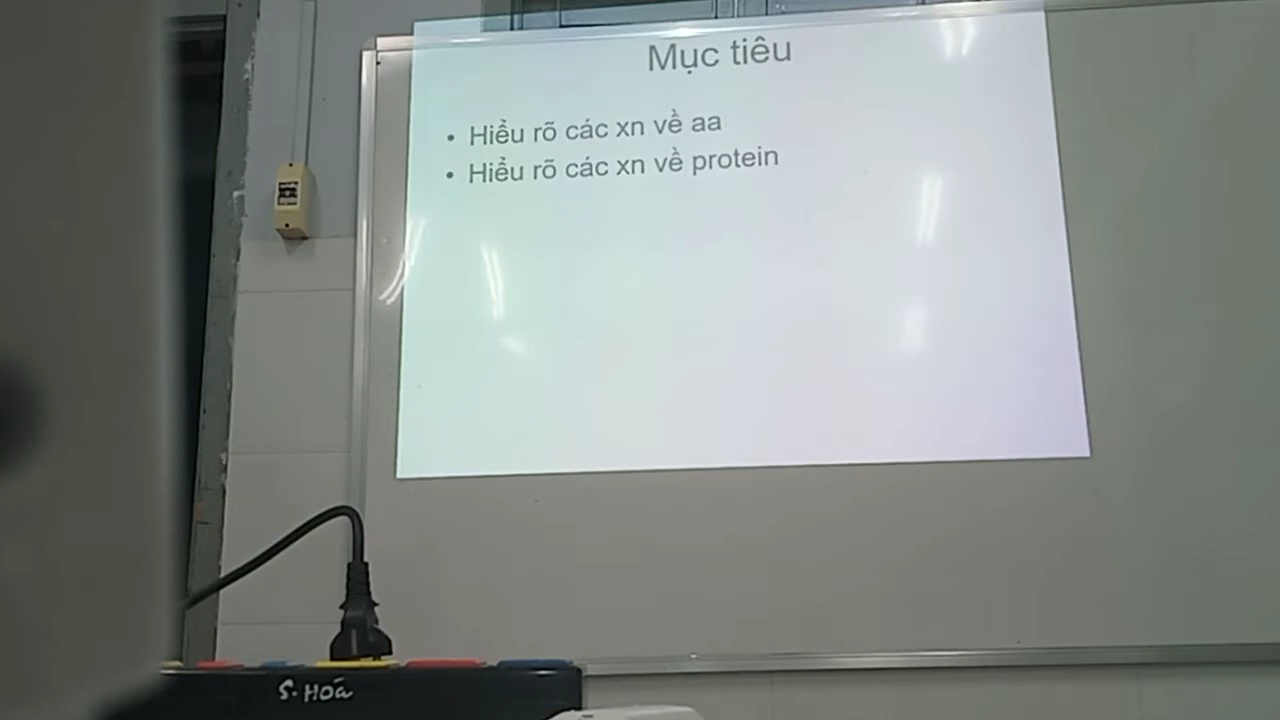 Mục tiêu
• Hiểu rõ các xn về aa
• Hiểu rõ các xn về protein
S. Hoá